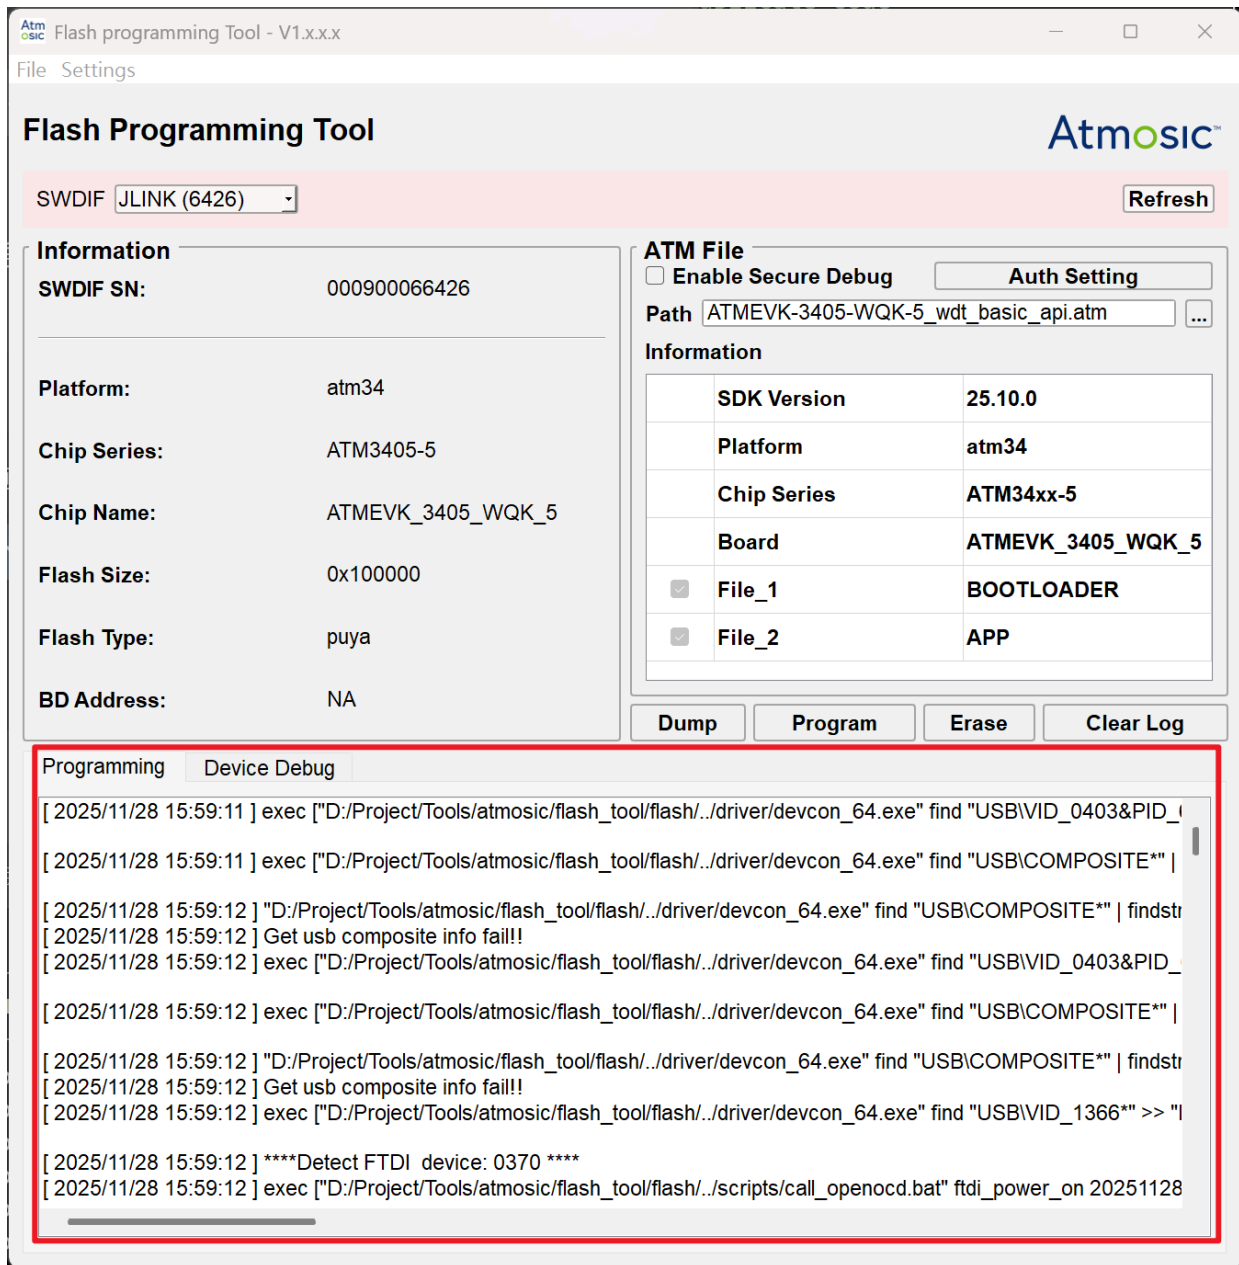 Atm
osic
Flash programming Tool - V1.x.x.x
File Settings
Flash Programming Tool
Atmosic™
SWDIF JLINK (6426) Refresh
Information
SWDIF SN: 000900066426
Platform: atm34
Chip Series: ATM3405-5
Chip Name: ATMEVK_3405_WQK_5
Flash Size: 0x100000
Flash Type: puya
BD Address: NA
ATM File
Enable Secure Debug Auth Setting
Path ATMEVK-3405-WQK-5_wdt_basic_api.atm ...
Information
SDK Version 25.10.0
Platform atm34
Chip Series ATM34xx-5
Board ATMEVK_3405_WQK_5
File_1 BOOTLOADER
File_2 APP
Dump Program Erase Clear Log
Programming Device Debug
[ 2025/11/28 15:59:11 ] exec ["D:/Project/Tools/atmosic/flash_tool/flash/../driver/devcon_64.exe" find "USB\VID_0403&PID_
[ 2025/11/28 15:59:11 ] exec ["D:/Project/Tools/atmosic/flash_tool/flash/../driver/devcon_64.exe" find "USB\COMPOSITE*" |
[ 2025/11/28 15:59:12 ] "D:/Project/Tools/atmosic/flash_tool/flash/../driver/devcon_64.exe" find "USB\COMPOSITE*" | findstr
[ 2025/11/28 15:59:12 ] Get usb composite info fail!!
[ 2025/11/28 15:59:12 ] exec ["D:/Project/Tools/atmosic/flash_tool/flash/../driver/devcon_64.exe" find "USB\VID_0403&PID_
[ 2025/11/28 15:59:12 ] exec ["D:/Project/Tools/atmosic/flash_tool/flash/../driver/devcon_64.exe" find "USB\COMPOSITE*" |
[ 2025/11/28 15:59:12 ] "D:/Project/Tools/atmosic/flash_tool/flash/../driver/devcon_64.exe" find "USB\COMPOSITE*" | findstr
[ 2025/11/28 15:59:12 ] Get usb composite info fail!!
[ 2025/11/28 15:59:12 ] exec ["D:/Project/Tools/atmosic/flash_tool/flash/../driver/devcon_64.exe" find "USB\VID_1366*" >> "
[ 2025/11/28 15:59:12 ] ****Detect FTDI device: 0370 ****
[ 2025/11/28 15:59:12 ] exec ["D:/Project/Tools/atmosic/flash_tool/flash/../scripts/call_openocd.bat" ftdi_power_on 20251128